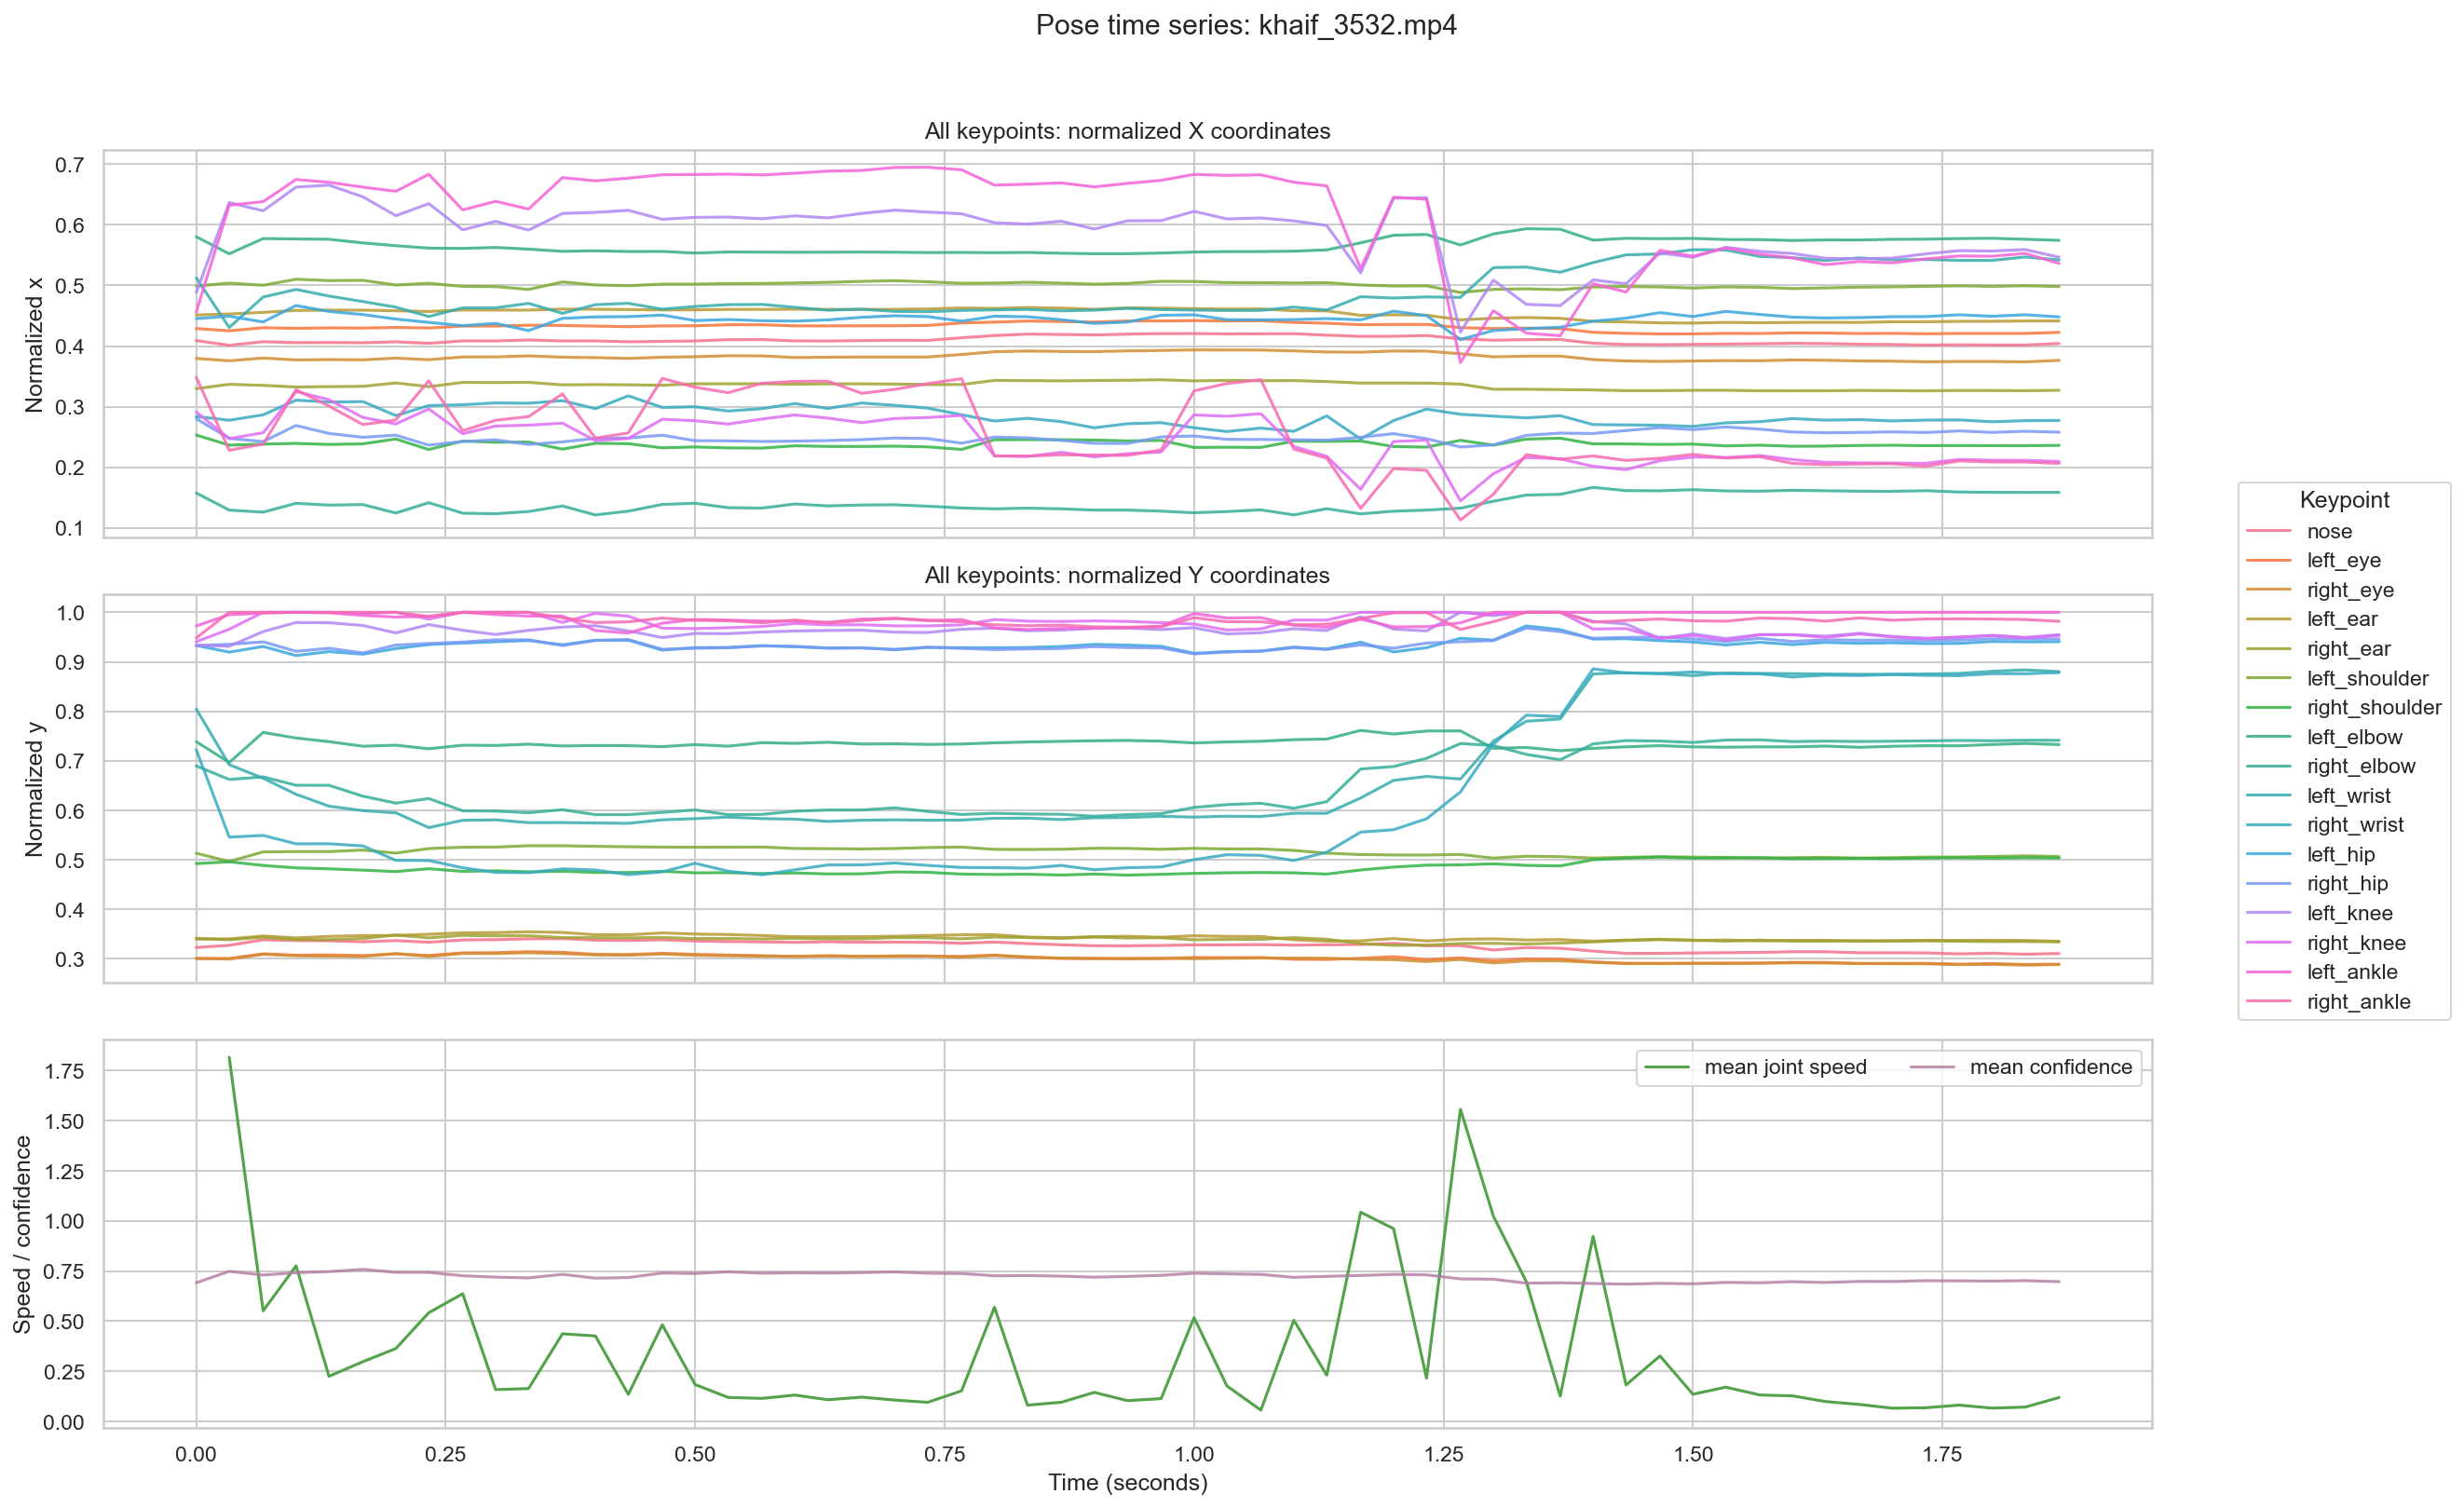 Pose time series: khaif_3532.mp4
All keypoints: normalized X coordinates
0.7
0.6
0.5
0.4
0.3
0.2
0.1
Normalized x
All keypoints: normalized Y coordinates
1.0
0.9
0.8
0.7
0.6
0.5
0.4
0.3
Normalized y
Keypoint
nose
left_eye
right_eye
left_ear
right_ear
left_shoulder
right_shoulder
left_elbow
right_elbow
left_wrist
right_wrist
left_hip
right_hip
left_knee
right_knee
left_ankle
right_ankle
mean joint speed mean confidence
1.75
1.50
1.25
1.00
0.75
0.50
0.25
0.00
Speed / confidence
0.00 0.25 0.50 0.75 1.00 1.25 1.50 1.75
Time (seconds)